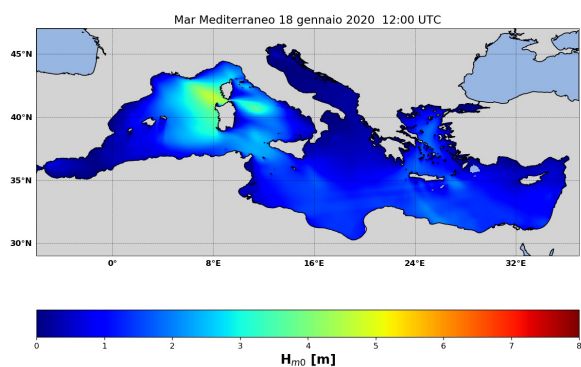 Mar Mediterraneo 18 gennaio 2020 12:00 UTC
45°N
40°N
35°N
30°N
0° 8°E 16°E 24°E 32°E
0 1 2 3 4 5 6 7 8
Hm0 [m]